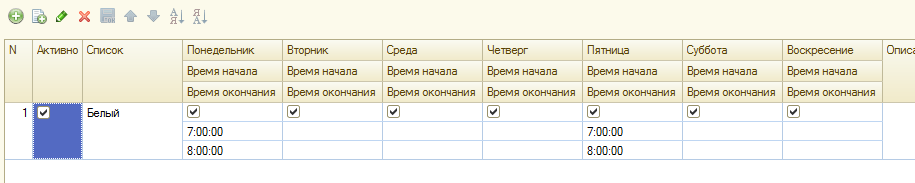 N Активно Список Понедельник Вторник Среда Четверг Пятница Суббота ВоскресениеОписа
Время начала Время начала Время начала Время начала Время начала Время начала Время начала
Время окончания Время окончания Время окончания Время окончания Время окончания Время окончания Время окончания
1 Белый
7:00:00 7:00:00
8:00:00 8:00:00